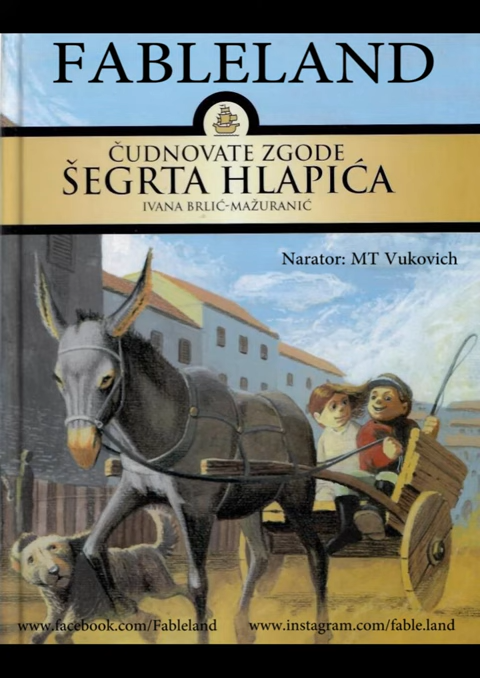 FABLELAND
ČUDNOVATE ZGODE
ŠEGRTA HLAPIĆA
IVANA BRLIĆ-MAŽURANIĆ
Narator: MT Vukovich
www.facebook.com/Fableland
www.instagram.com/fable.land